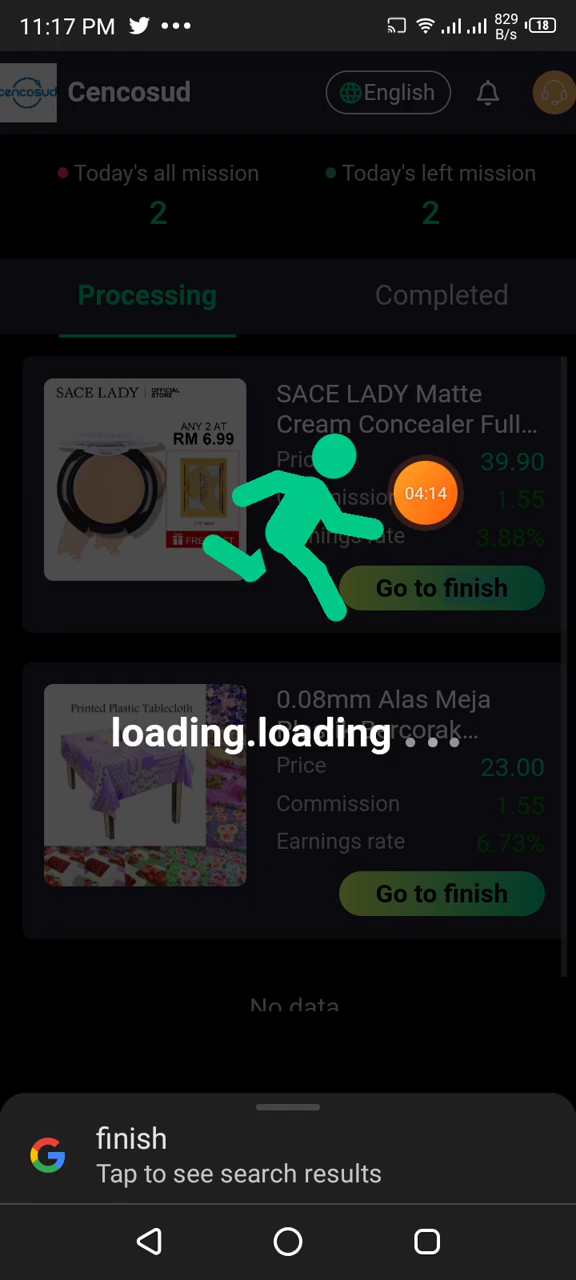 11:17 PM
829
B/s
18
cencosud
Cencosud
English
Today's all mission
Today's left mission
2
2
Processing
Completed
SACE LADY | OFFICIAL STORE
ANY 2 AT
RM 6.99
SACE LADY Matte
Cream Concealer Full...
39.90
04:14
1.55
3.88%
Go to finish
Printed Plastic Tablecloth
0.08mm Alas Meja
loading.loading ...
Price
23.00
Commission
1.55
Earnings rate
6.73%
Go to finish
No data
finish
Tap to see search results